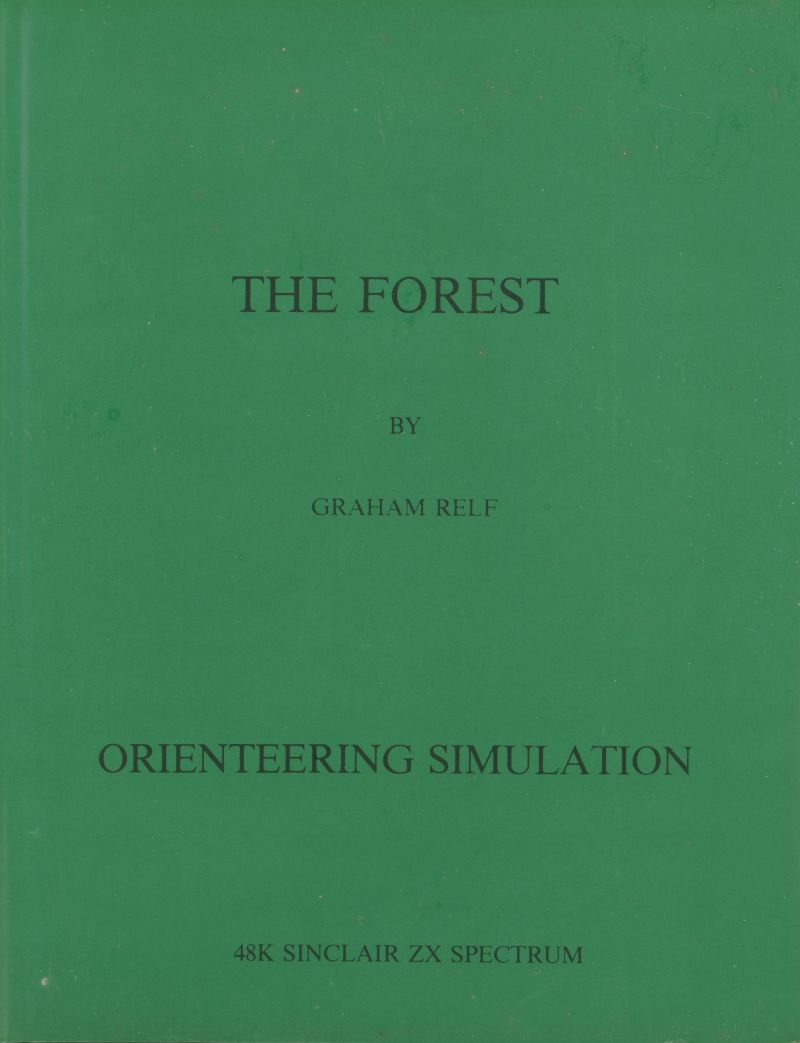 THE FOREST
BY
GRAHAM RELF
ORIENTEERING SIMULATION
48K SINCLAIR ZX SPECTRUM